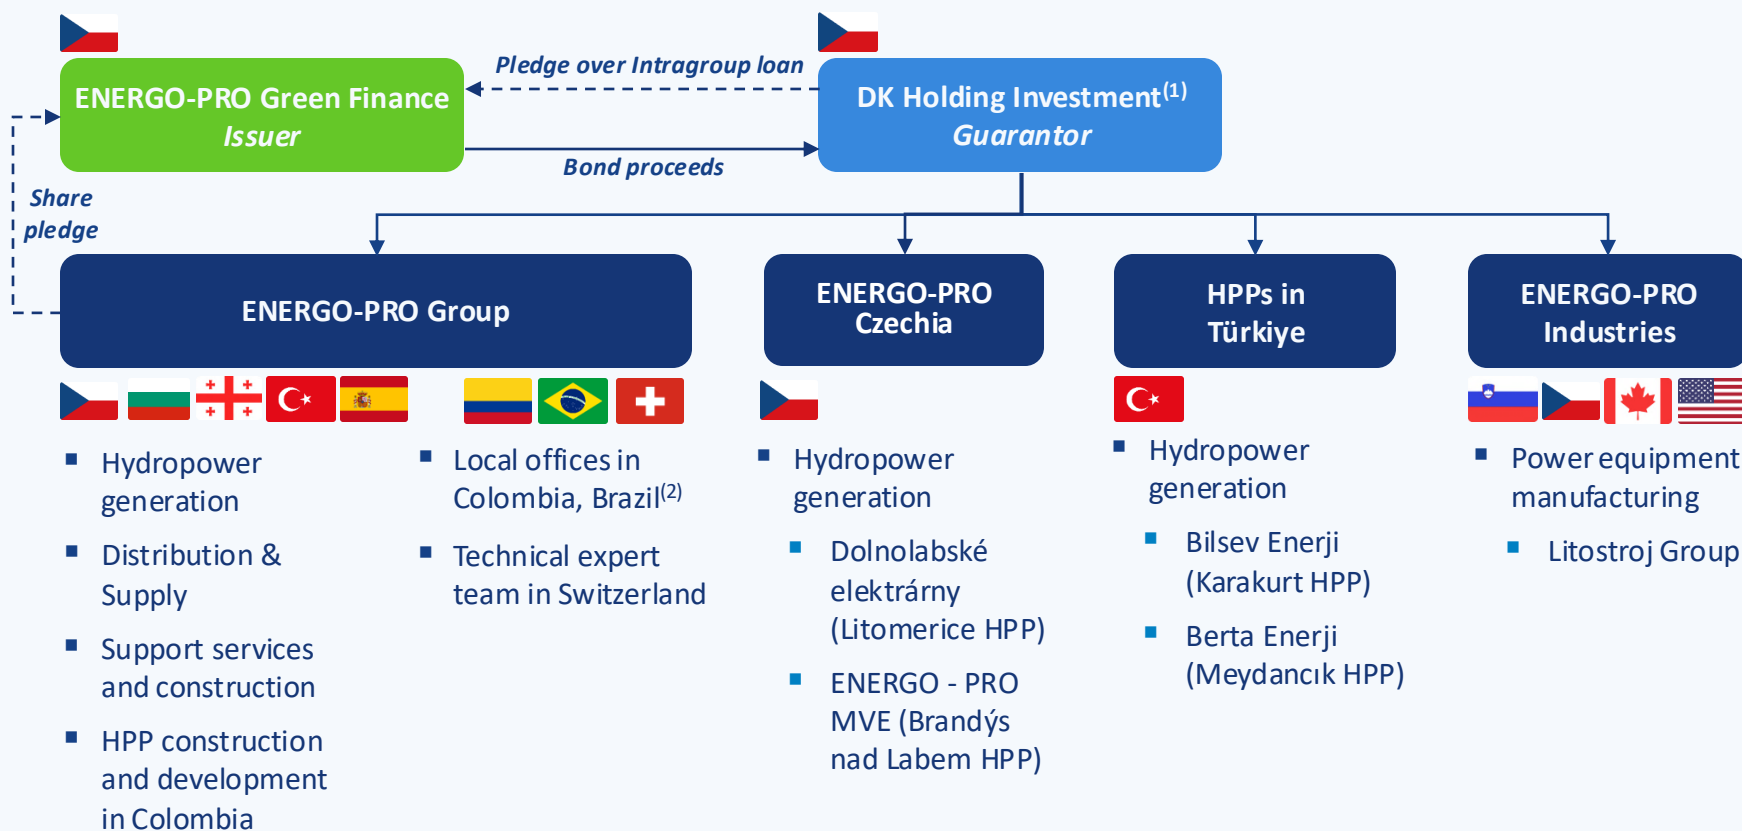 Pledge over Intragroup loan
ENERGO-PRO Green Finance
Issuer
DK Holding Investment(1)
Guarantor
Bond proceeds
Share
pledge
ENERGO-PRO Group
ENERGO-PRO
Czechia
HPPs in
Türkiye
ENERGO-PRO
Industries
Hydropower
generation
Distribution &
Supply
Support services
and construction
HPP construction
and development
in Colombia
Local offices in
Colombia, Brazil(2)
Technical expert
team in Switzerland
Hydropower
generation
Dolnolabské
elektrárny
(Litomerice HPP)
ENERGO - PRO
MVE (Brandýs
nad Labem HPP)
Hydropower
generation
Bilsev Enerji
(Karakurt HPP)
Berta Enerji
(Meydancık HPP)
Power equipment
manufacturing
Litostroj Group